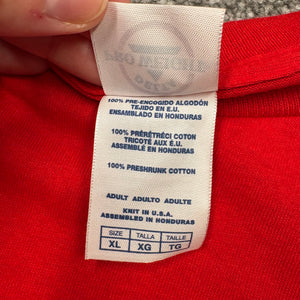 100% PRE-ENCOGIDO ALGODÓN
TEJIDO EN E.U.
ENSAMBLADO EN HONDURAS
100% PRÉRÉTRÉCI COTON
TRICOTÉ AUX É.U.
ASSEMBLÉ EN HONDURAS
100% PRESHRUNK COTTON
ADULT ADULTO ADULTE
KNIT IN U.S.A.
ASSEMBLED IN HONDURAS
SIZE TALLA TAILLE
XL XG TG